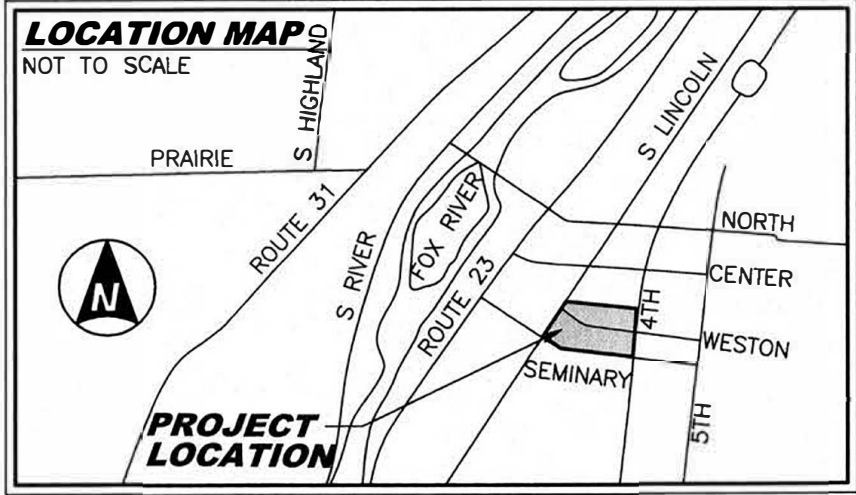 LOCATION MAP
NOT TO SCALE
S HIGHLAND
PRAIRIE
ROUTE 31
S RIVER
FOX RIVER
ROUTE 23
S LINCOLN
NORTH
CENTER
4TH
WESTON
SEMINARY
5TH
N
PROJECT
LOCATION